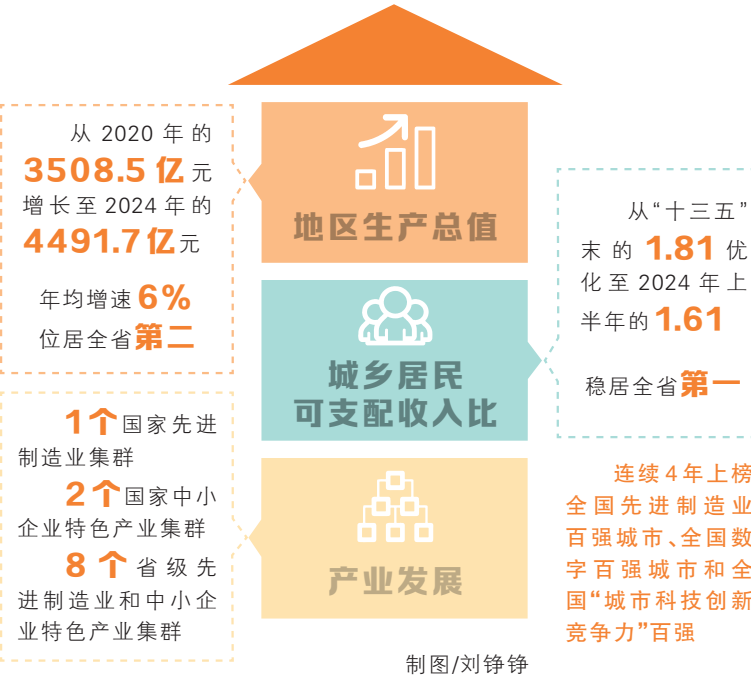 从 2020 年的
3508.5 亿元
增长至 2024 年的
4491.7 亿元
年均增速 6%
位居全省第二
地区生产总值
从“十三五”
末的 1.81 优
化至 2024 年上
半年的 1.61
稳居全省第一
城乡居民
可支配收入比
1个国家先进
制造业集群
2个国家中小
企业特色产业集群
8个省级先
进制造业和中小企
业特色产业集群
产业发展
连续 4 年上榜
全国先进制造业
百强城市、全国数
字百强城市和全
国“城市科技创新
竞争力”百强
制图/刘铮铮